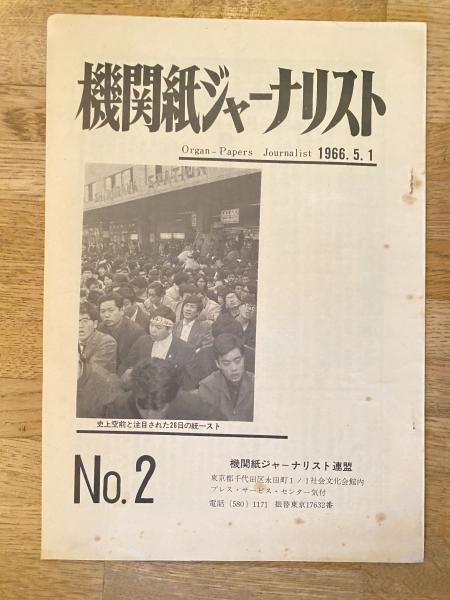 機関紙ジャーナリスト
Organ-Papers Journalist 1966.5.1
史上空前と注目された26日の統一スト
No.2
機関紙ジャーナリスト連盟
東京都千代田区永田町1ノ1社会文化会館内
プレス・サービス・センター気付
電話 (580) 1171 振替東京17632番